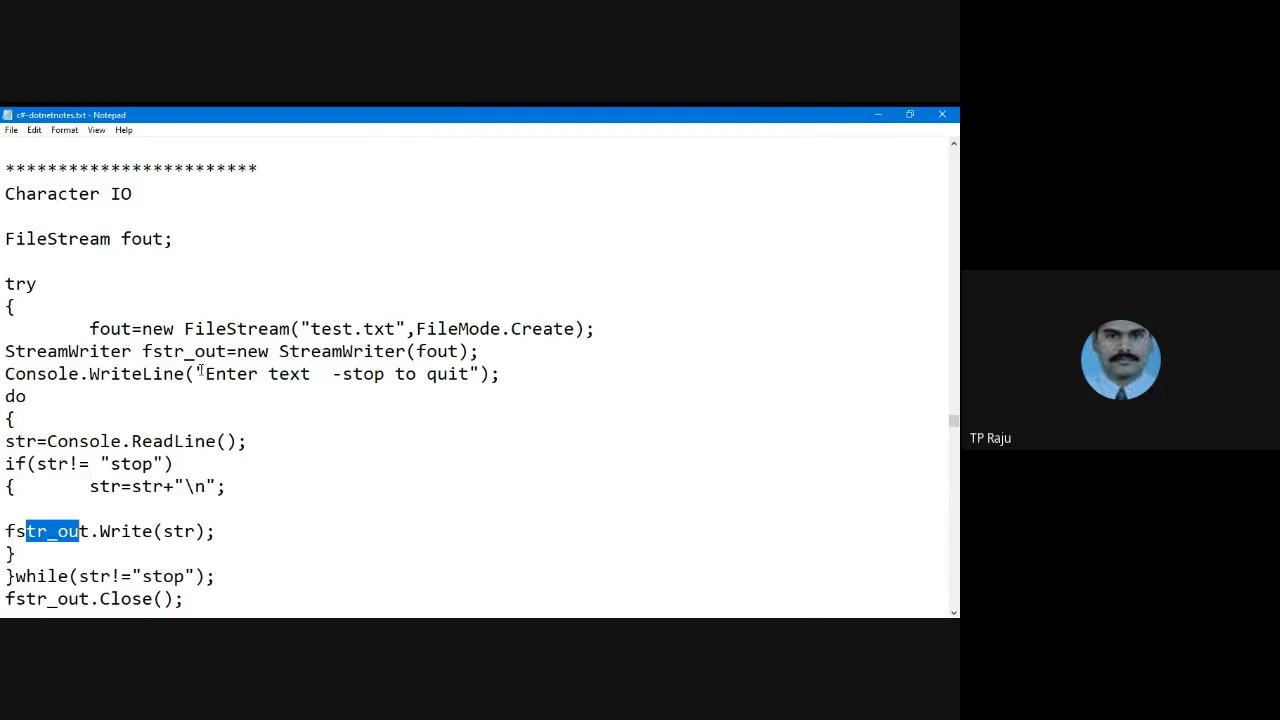 c#-dotnetnotes.txt - Notepad
File Edit Format View Help
************************
Character IO
FileStream fout;
try
{
fout=new FileStream("test.txt",FileMode.Create);
StreamWriter fstr_out=new StreamWriter(fout);
Console.WriteLine("Enter text  -stop to quit");
do
{
str=Console.ReadLine();
if(str!= "stop")
{ str=str+"\n";
fstr_out.Write(str);
}
}while(str!="stop");
fstr_out.Close();
TP Raju